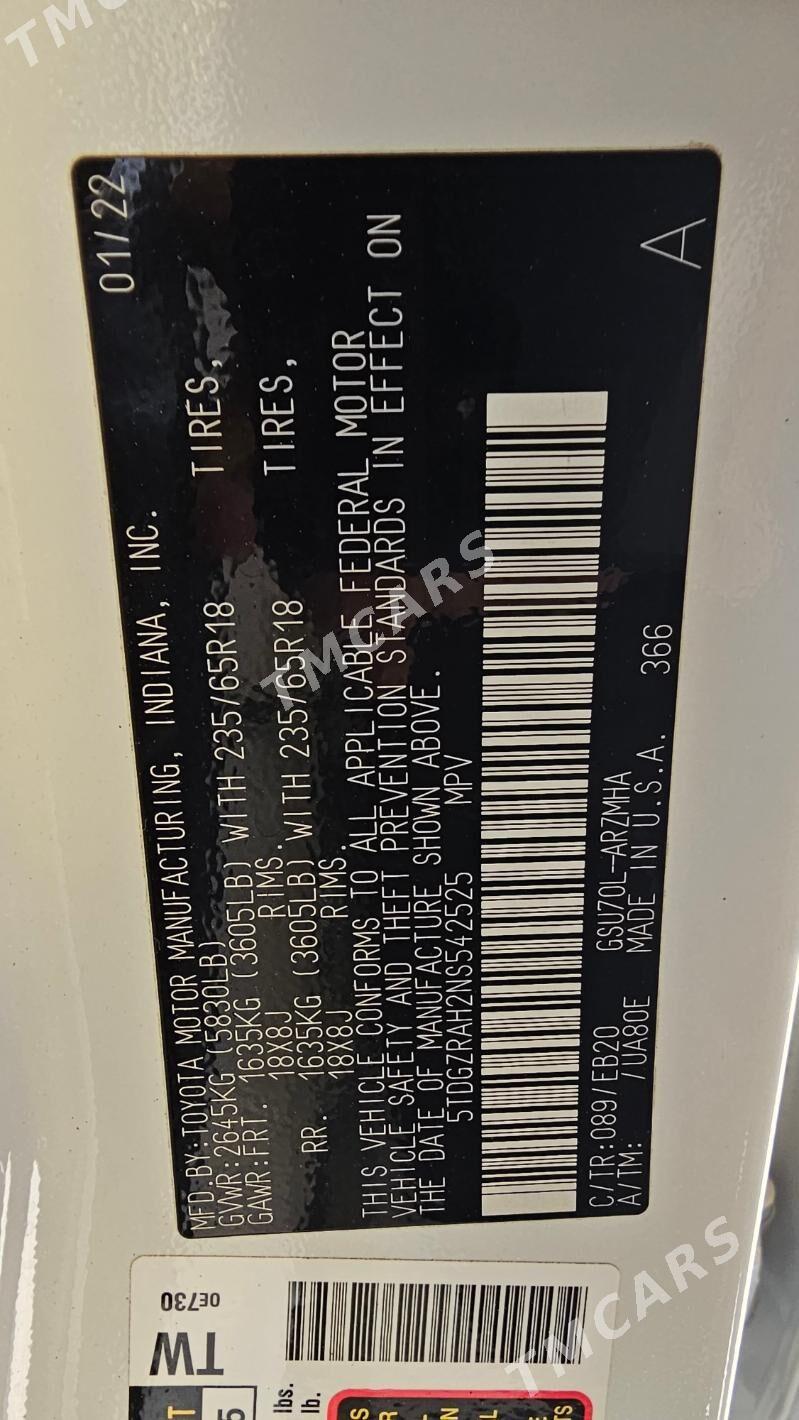 01/22
MFD.BY:TOYOTA MOTOR MANUFACTURING, INDIANA, INC.
GVWR:2645KG (5830LB)
GAWR:FRT. 1635KG (3605LB) WITH 235/65R18 TIRES,
18X8J RIMS.
RR. 1635KG (3605LB) WITH 235/65R18 TIRES,
18X8J RIMS.
THIS VEHICLE CONFORMS TO ALL APPLICABLE FEDERAL MOTOR
VEHICLE SAFETY AND THEFT PREVENTION STANDARDS IN EFFECT ON
THE DATE OF MANUFACTURE SHOWN ABOVE.
5TDGZRAH2NS542525 MPV
C/TR:089/EB20 GSU70L-ARZMHA
A/TM: /UA80E MADE IN U.S.A. 366
A
0E730
TW
lbs.
lb.
TMCARS
TMCARS
TMCARS